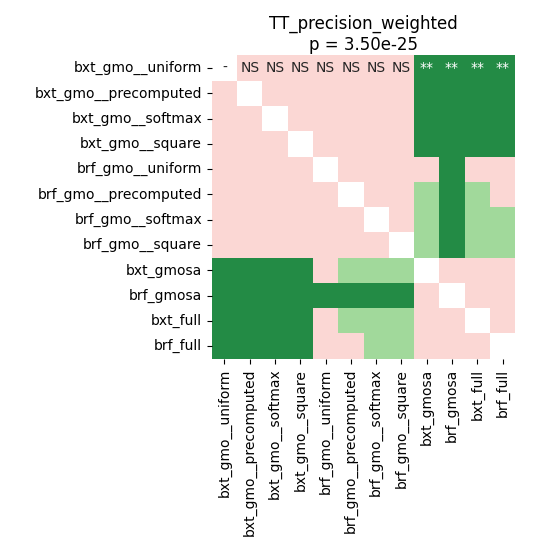 TT_precision_weighted
p = 3.50e-25
bxt_gmo__uniform - NS NS NS NS NS NS NS ** ** ** **
bxt_gmo__precomputed
bxt_gmo__softmax
bxt_gmo__square
brf_gmo__uniform
brf_gmo__precomputed
brf_gmo__softmax
brf_gmo__square
bxt_gmosa
brf_gmosa
bxt_full
brf_full
bxt_gmo__uniform
bxt_gmo__precomputed
bxt_gmo__softmax
bxt_gmo__square
brf_gmo__uniform
brf_gmo__precomputed
brf_gmo__softmax
brf_gmo__square
bxt_gmosa
brf_gmosa
bxt_full
brf_full